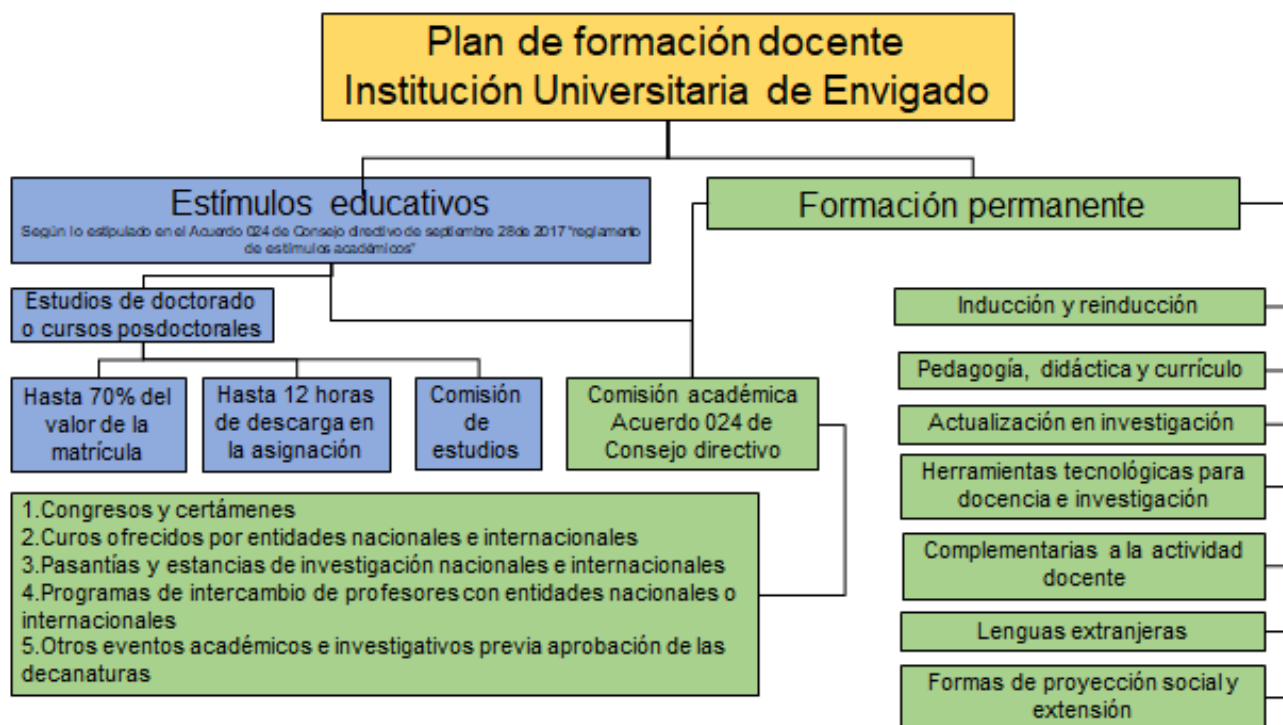 Plan de formación docente
Institución Universitaria de Envigado
Estímulos educativos
Según lo estipulado en el Acuerdo 024 de Consejo directivo de septiembre 28de 2017 "reglamento
de estímulos académicos"
Formación permanente
Estudios de doctorado
o cursos posdoctorales
Hasta 70% del
valor de la
matrícula
Hasta 12 horas
de descarga en
la asignación
Comisión
de
estudios
Comisión académica
Acuerdo 024 de
Consejo directivo
1.Congresos y certámenes
2.Curos ofrecidos por entidades nacionales e internacionales
3.Pasantías y estancias de investigación nacionales e internacionales
4.Programas de intercambio de profesores con entidades nacionales o
internacionales
5.Otros eventos académicos e investigativos previa aprobación de las
decanaturas
Inducción y reinducción
Pedagogía, didáctica y currículo
Actualización en investigación
Herramientas tecnológicas para
docencia e investigación
Complementarias a la actividad
docente
Lenguas extranjeras
Formas de proyección social y
extensión